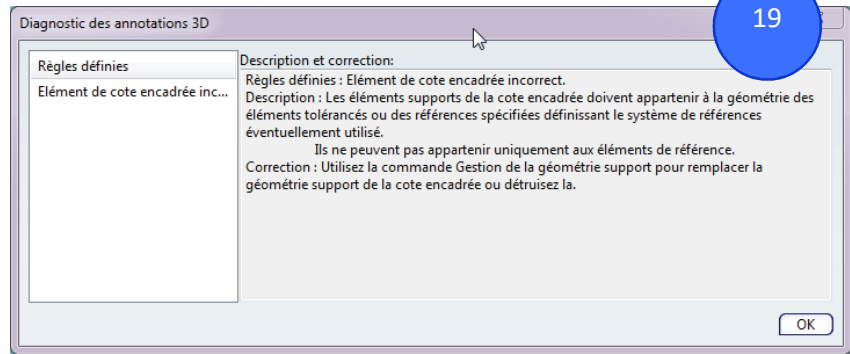 19
Diagnostic des annotations 3D
Règles définies
Elément de cote encadrée inc...
Description et correction:
Règles définies : Elément de cote encadrée incorrect.
Description : Les éléments supports de la cote encadrée doivent appartenir à la géométrie des
éléments tolérancés ou des références spécifiées définissant le système de références
éventuellement utilisé.
Ils ne peuvent pas appartenir uniquement aux éléments de référence.
Correction : Utilisez la commande Gestion de la géométrie support pour remplacer la
géométrie support de la cote encadrée ou détruisez la.
OK